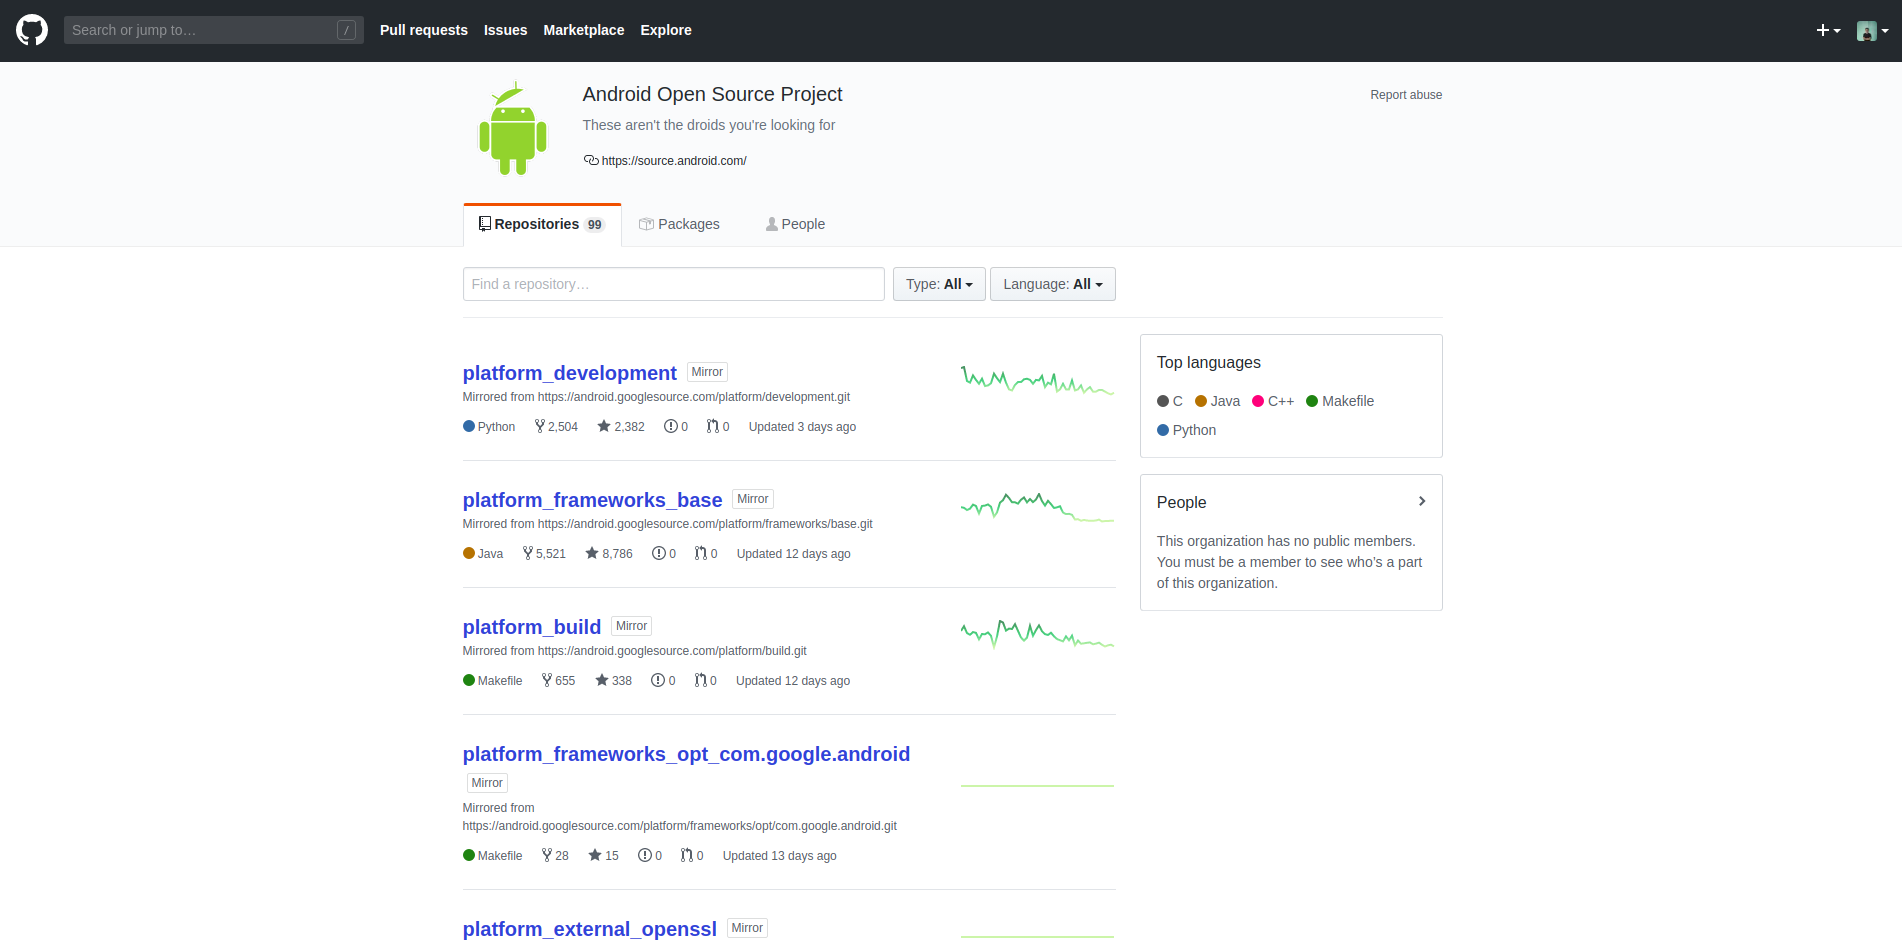 Search or jump to…
/
Pull requests Issues Marketplace Explore
Android Open Source Project
Report abuse
These aren't the droids you're looking for
https://source.android.com/
Repositories 99 Packages People
Find a repository…
Type: All Language: All
platform_development Mirror
Mirrored from https://android.googlesource.com/platform/development.git
Python 2,504 2,382 0 0 Updated 3 days ago
platform_frameworks_base Mirror
Mirrored from https://android.googlesource.com/platform/frameworks/base.git
Java 5,521 8,786 0 0 Updated 12 days ago
platform_build Mirror
Mirrored from https://android.googlesource.com/platform/build.git
Makefile 655 338 0 0 Updated 12 days ago
platform_frameworks_opt_com.google.android
Mirror
Mirrored from
https://android.googlesource.com/platform/frameworks/opt/com.google.android.git
Makefile 28 15 0 0 Updated 13 days ago
platform_external_openssl Mirror
Top languages
C Java C++ Makefile
Python
People
This organization has no public members.
You must be a member to see who's a part
of this organization.